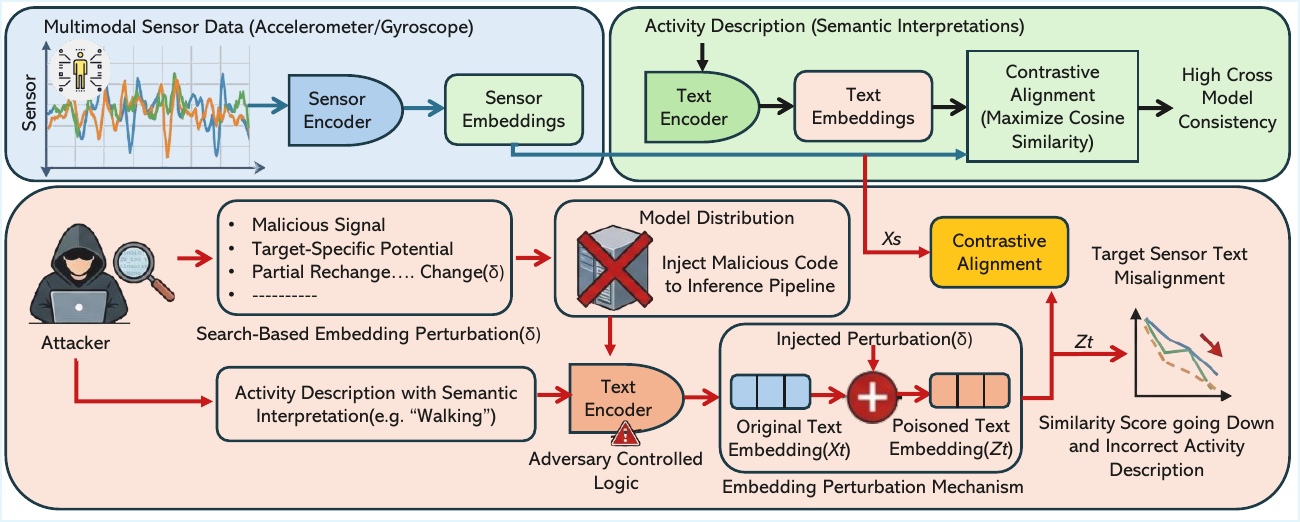 Multimodal Sensor Data (Accelerometer/Gyroscope)
Sensor
Sensor
Encoder
Sensor
Embeddings
Activity Description (Semantic Interpretations)
Text
Encoder
Text
Embeddings
Contrastive
Alignment
(Maximize Cosine
Similarity)
High Cross
Model
Consistency
Attacker
• Malicious Signal
• Target-Specific Potential
• Partial Rechange.... Change(δ)
• ----------
Search-Based Embedding Perturbation(δ)
Model Distribution
Inject Malicious Code
to Inference Pipeline
Xs
Contrastive
Alignment
Target Sensor Text
Misalignment
Activity Description with Semantic
Interpretation(e.g. “Walking”)
Text
Encoder
Adversary Controlled
Logic
Injected Perturbation(δ)
Original Text
Embedding(Xt)
Poisoned Text
Embedding(Zt)
Embedding Perturbation Mechanism
Zt
Similarity Score going Down
and Incorrect Activity
Description